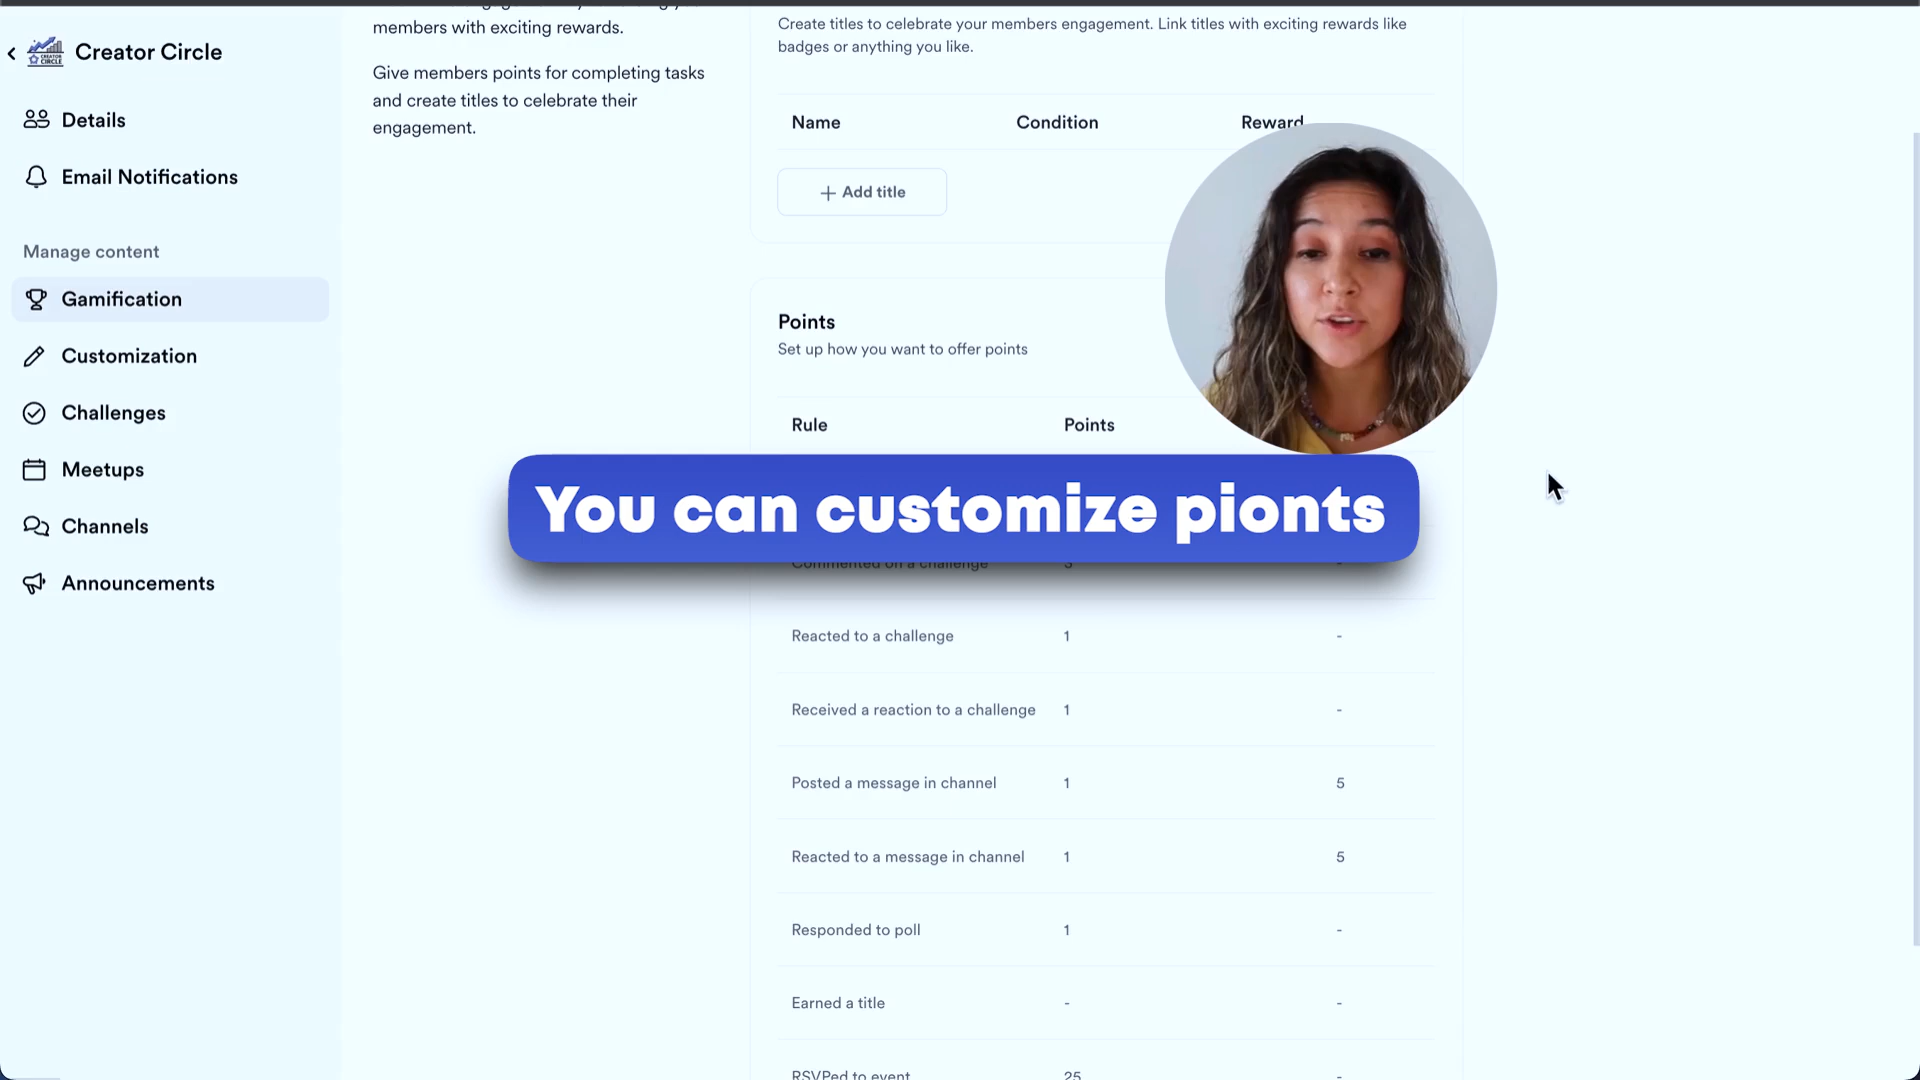 members with exciting rewards.
Give members points for completing tasks
and create titles to celebrate their
engagement.
Creator Circle
CREATOR
CIRCLE
Details
Email Notifications
Manage content
Gamification
Customization
Challenges
Meetups
Channels
Announcements
Create titles to celebrate your members engagement. Link titles with exciting rewards like
badges or anything you like.
Name Condition Reward
+ Add title
Points
Set up how you want to offer points
Rule Points
You can customize pionts
Commented on a challenge 3 -
Reacted to a challenge 1 -
Received a reaction to a challenge 1 -
Posted a message in channel 1 5
Reacted to a message in channel 1 5
Responded to poll 1 -
Earned a title - -
RSVPed to event 25 -